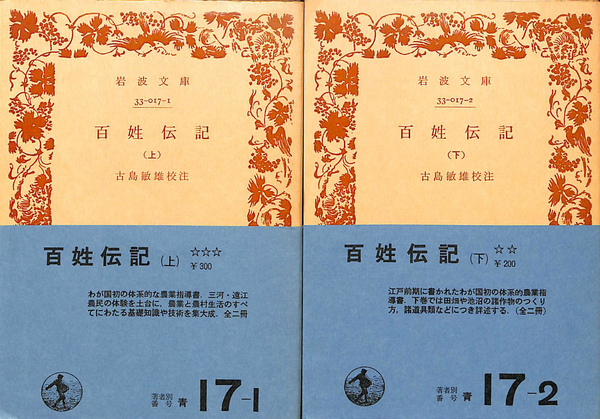 岩波文庫
33-017-1
百姓伝記
(上)
古島敏雄校注
百姓伝記(上)☆☆☆
¥300
わが国初の体系的な農業指導書．三河・遠江
農民の体験を土台に，農業と農村生活のすべ
てにわたる基礎知識や技術を集大成．全二冊
著者別
番号 青 17-1
岩波文庫
33-017-2
百姓伝記
(下)
古島敏雄校注
百姓伝記(下)☆☆
¥200
江戸前期に書かれたわが国初の体系的農業指
導書．下巻では田畑や池沼の諸作物のつくり
方，諸道具類などにつき詳述する．(全二冊)
著者別
番号 青 17-2